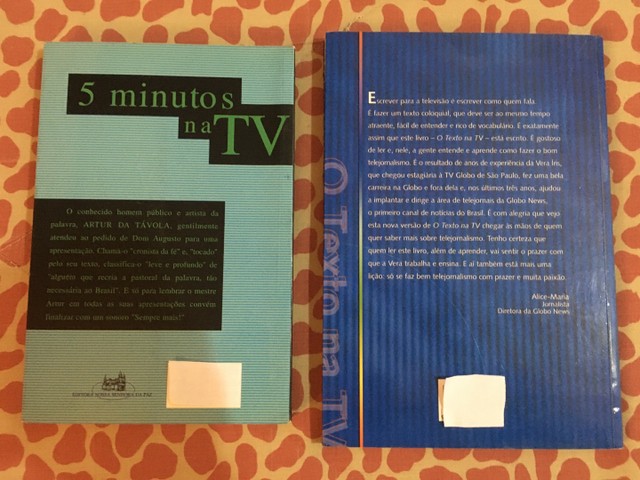 5 minutos
na TV
O conhecido homem público e artista da
palavra, ARTUR DA TÁVOLA, gentilmente
atendeu ao pedido de Dom Augusto para uma
apresentação. Chama-o "cronista da fé" e, "tocado"
pelo seu texto, classifica-o "leve e profundo" de
"alguém que recria a pastoral da palavra, tão
necessária ao Brasil". E só para lembrar o mestre
Artur em todas as suas apresentações convém
finalizar com um sonoro "Sempre mais!"
EDITORA NOSSA SENHORA DA PAZ
O Texto na TV
Escrever para a televisão é escrever como quem fala.
É fazer um texto coloquial, que deve ser ao mesmo tempo
atraente, fácil de entender e rico de vocabulário. É exatamente
assim que este livro – O Texto na TV – está escrito. É gostoso
de ler e, nele, a gente entende e aprende como fazer o bom
telejornalismo. É o resultado de anos de experiência da Vera Íris,
que chegou estagiária à TV Globo de São Paulo, fez uma bela
carreira na Globo e fora dela e, nos últimos três anos, ajudou
a implantar e dirige a área de telejornais da Globo News,
o primeiro canal de notícias do Brasil. É com alegria que vejo
esta nova versão de O Texto na TV chegar às mãos de quem
quer saber mais sobre telejornalismo. Tenho certeza que
quem ler este livro, além de aprender, vai sentir o prazer com
que a Vera trabalha e ensina. E aí também está mais uma
lição: só se faz bem telejornalismo com prazer e muita paixão.
Alice-Maria
Jornalista
Diretora da Globo News